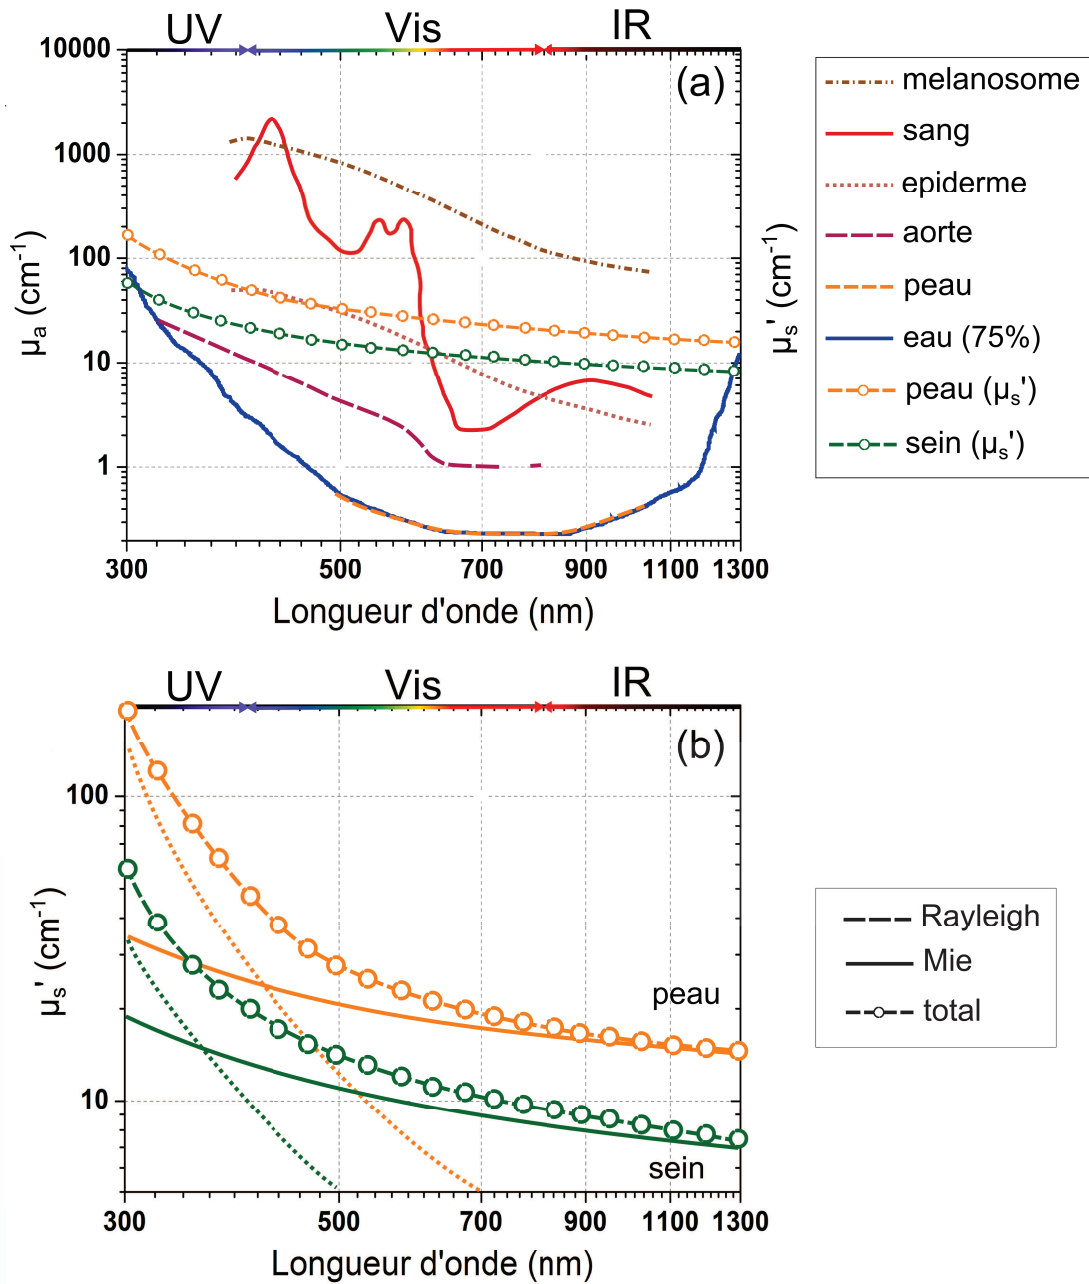 UV Vis IR
(a)
10000
1000
100
10
1
μa (cm-1)
μs' (cm-1)
300 500 700 900 1100 1300
Longueur d'onde (nm)
melanosome
sang
epiderme
aorte
peau
eau (75%)
peau (μs')
sein (μs')
UV Vis IR
(b)
100
10
μs' (cm-1)
peau
sein
300 500 700 900 1100 1300
Longueur d'onde (nm)
Rayleigh
Mie
total